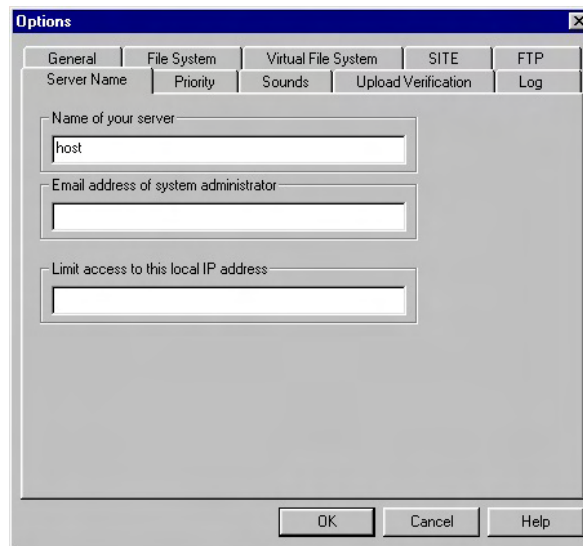 Options
General File System Virtual File System SITE FTP
Server Name Priority Sounds Upload Verification Log
Name of your server
host
Email address of system administrator
Limit access to this local IP address
OK Cancel Help